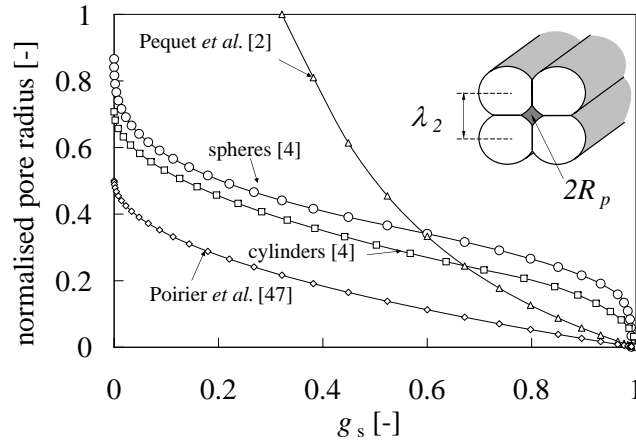 normalised pore radius [-]
1
0.8
0.6
0.4
0.2
0
Pequet et al. [2]
spheres [4]
cylinders [4]
Poirier et al. [47]
λ2
2Rp
0
0.2
0.4
0.6
0.8
1
gs [-]